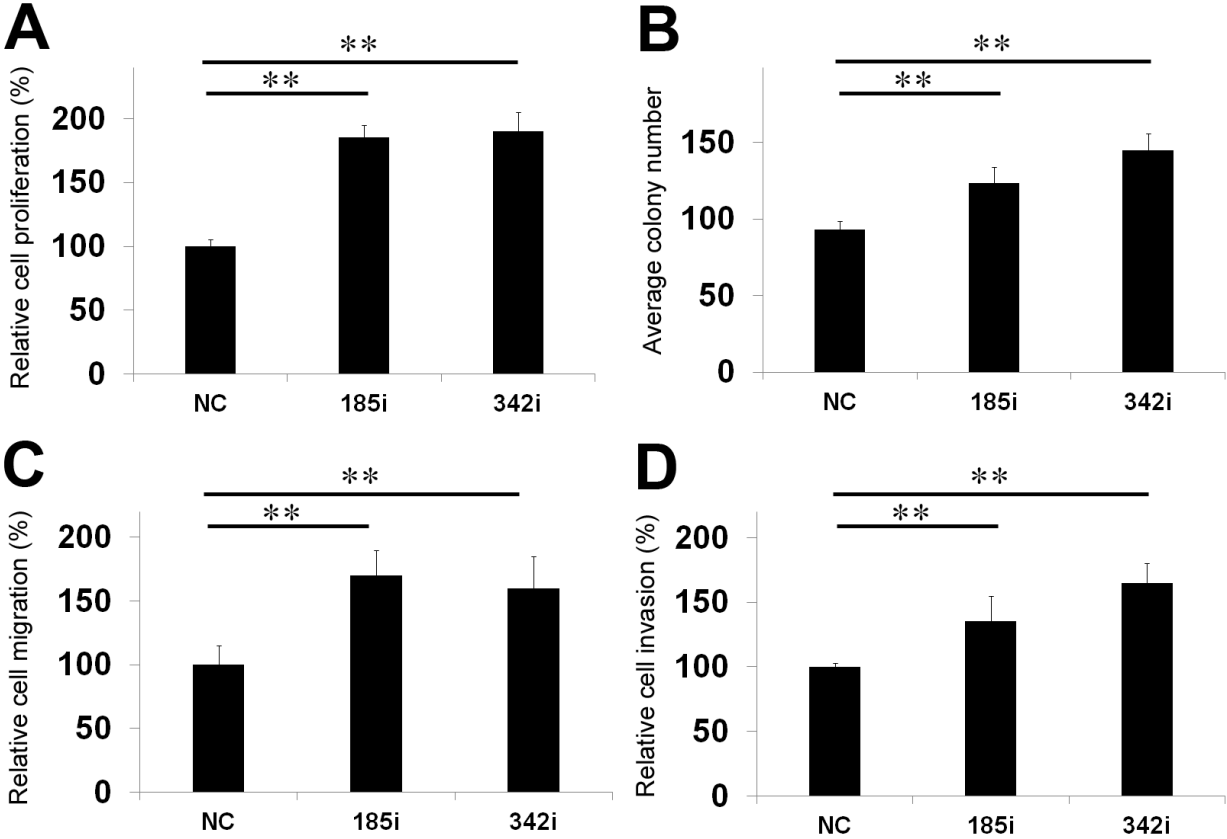 A
Relative cell proliferation (%)
200
150
100
50
0
**
**
NC 185i 342i
B
Average colony number
150
100
50
0
**
**
NC 185i 342i
C
Relative cell migration (%)
200
150
100
50
0
**
**
NC 185i 342i
D
Relative cell invasion (%)
200
150
100
50
0
**
**
NC 185i 342i